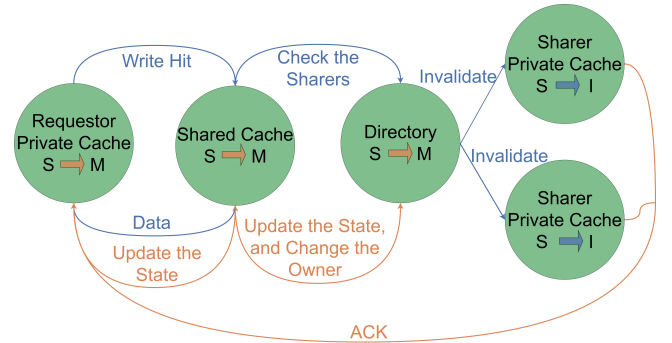 Write Hit
Check the
Sharers
Invalidate
Invalidate
Requestor
Private Cache
S M
Shared Cache
S M
Directory
S M
Sharer
Private Cache
S I
Sharer
Private Cache
S I
Data
Update the
State
Update the State,
and Change the
Owner
ACK